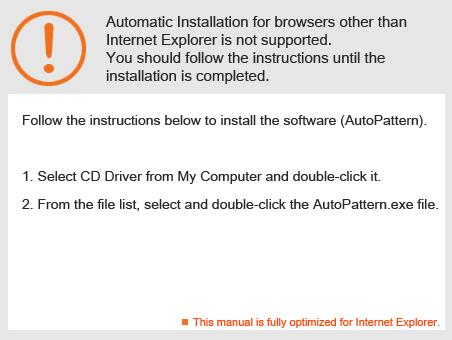 Automatic Installation for browsers other than
Internet Explorer is not supported.
You should follow the instructions until the
installation is completed.
Follow the instructions below to install the software (AutoPattern).
1. Select CD Driver from My Computer and double-click it.
2. From the file list, select and double-click the AutoPattern.exe file.
This manual is fully optimized for Internet Explorer.